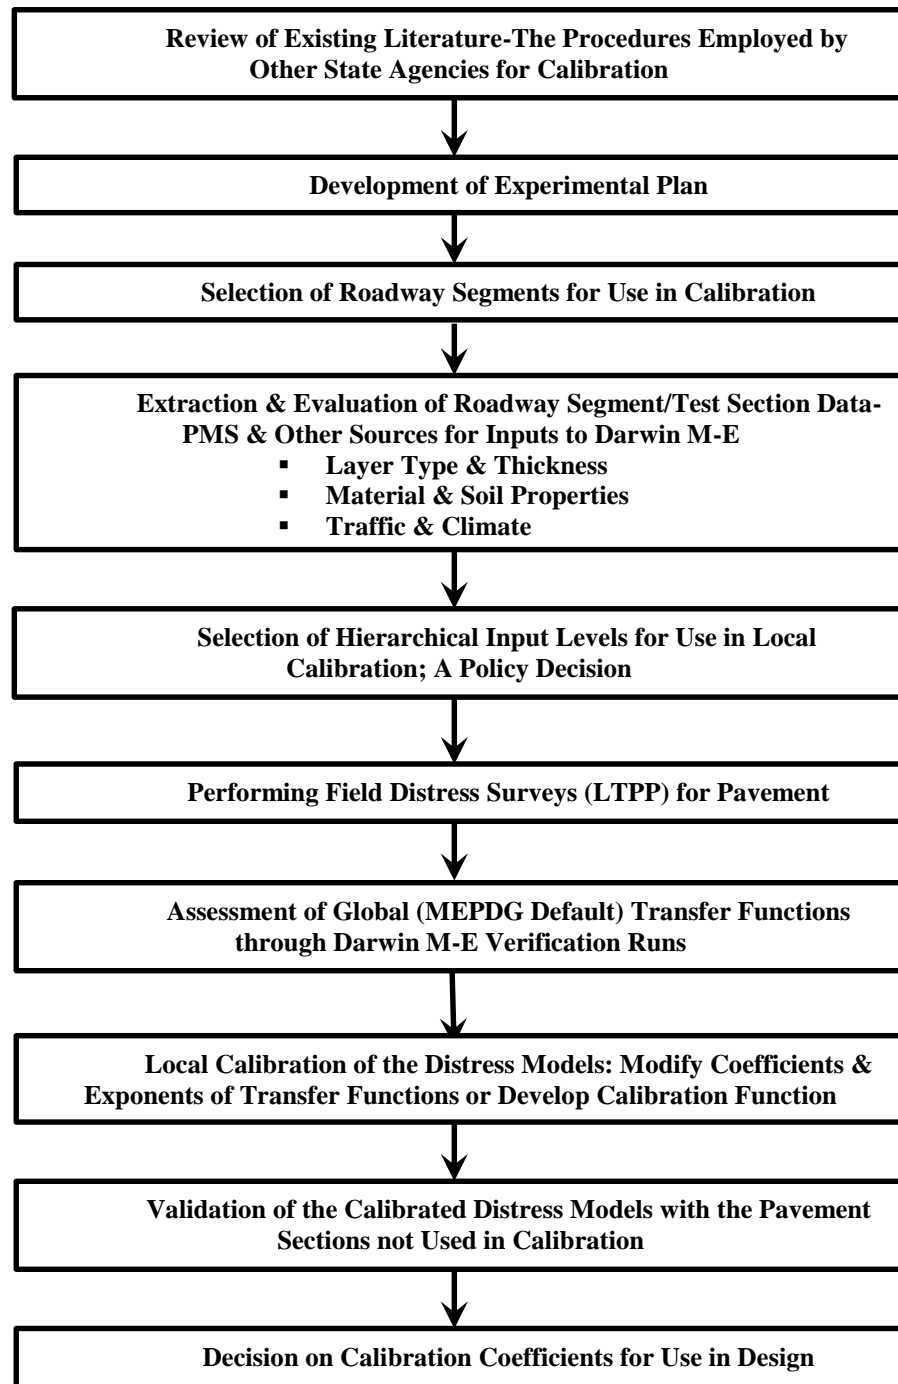 Review of Existing Literature-The Procedures Employed by
Other State Agencies for Calibration
Development of Experimental Plan
Selection of Roadway Segments for Use in Calibration
Extraction & Evaluation of Roadway Segment/Test Section Data-
PMS & Other Sources for Inputs to Darwin M-E
▪ Layer Type & Thickness
▪ Material & Soil Properties
▪ Traffic & Climate
Selection of Hierarchical Input Levels for Use in Local
Calibration; A Policy Decision
Performing Field Distress Surveys (LTPP) for Pavement
Assessment of Global (MEPDG Default) Transfer Functions
through Darwin M-E Verification Runs
Local Calibration of the Distress Models: Modify Coefficients &
Exponents of Transfer Functions or Develop Calibration Function
Validation of the Calibrated Distress Models with the Pavement
Sections not Used in Calibration
Decision on Calibration Coefficients for Use in Design